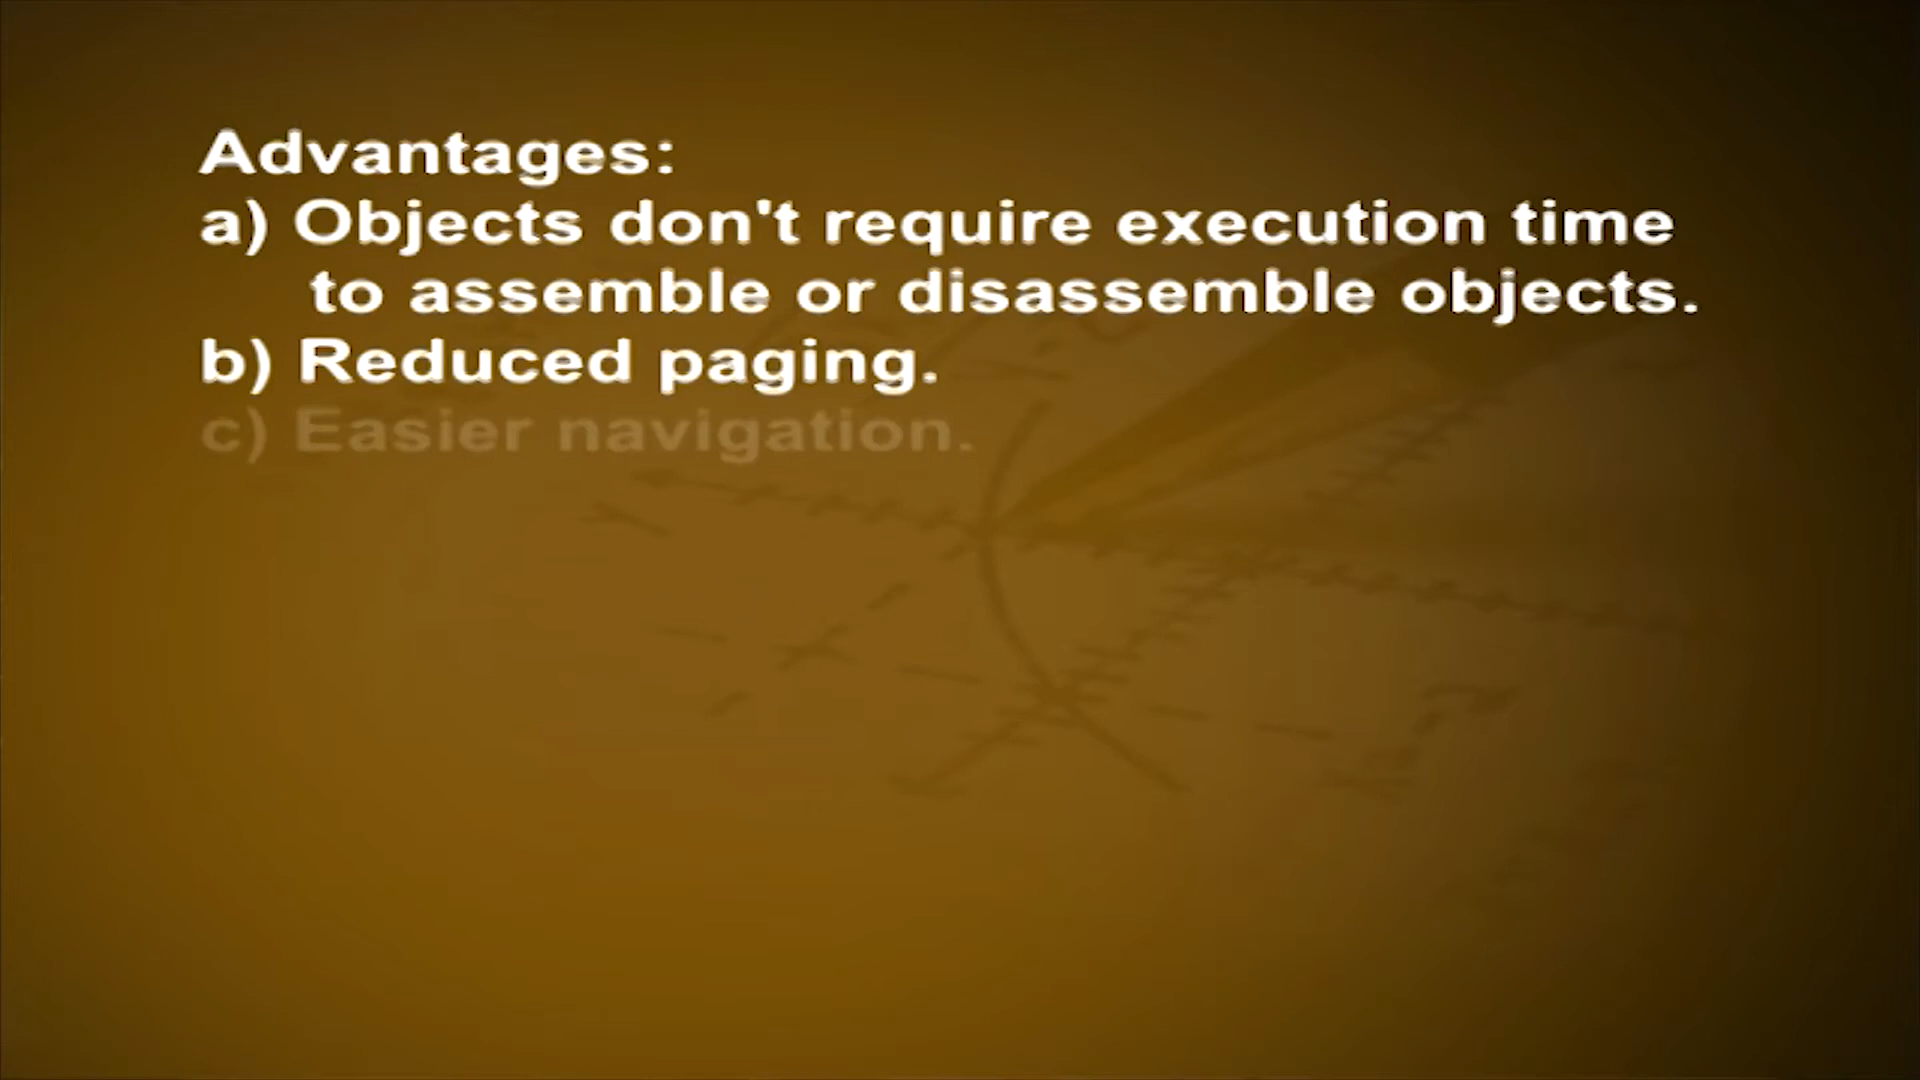 Advantages:
a) Objects don't require execution time
to assemble or disassemble objects.
b) Reduced paging.
c) Easier navigation.